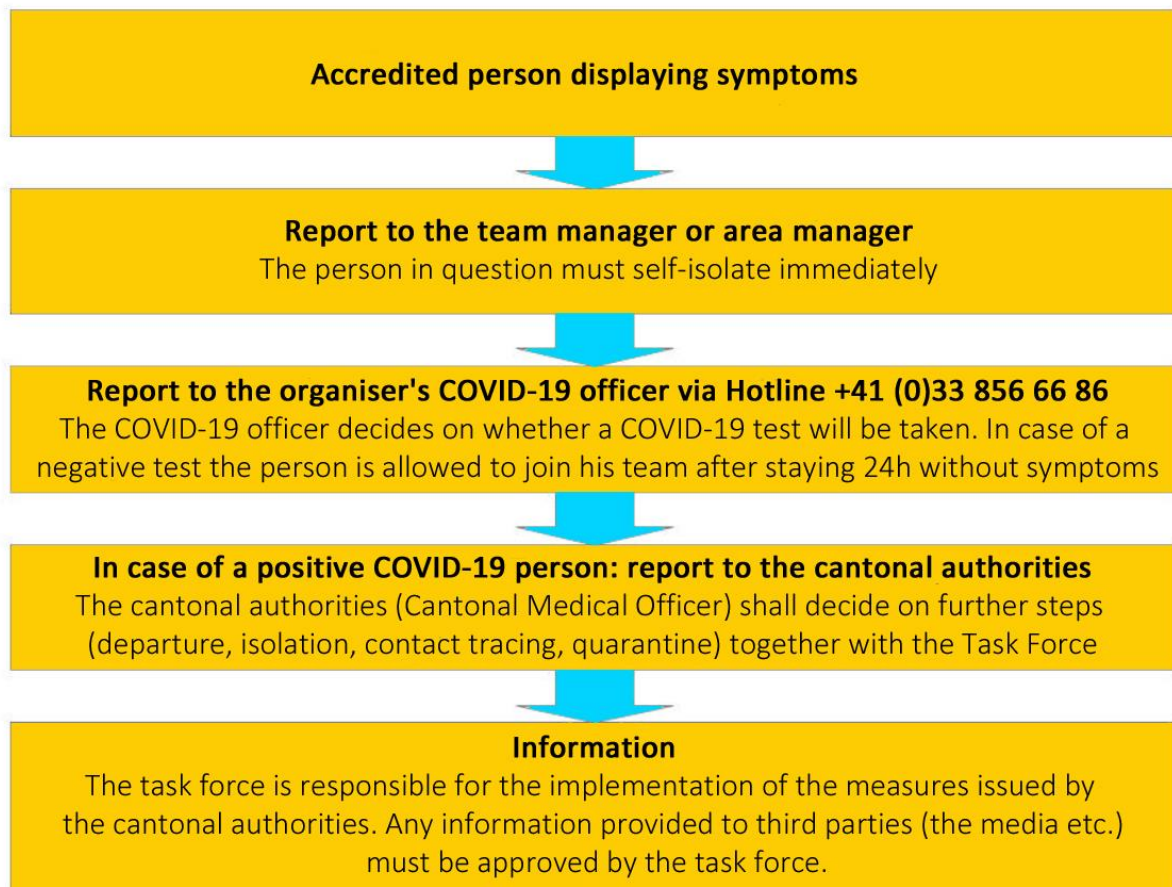 Accredited person displaying symptoms
Report to the team manager or area manager
The person in question must self-isolate immediately
Report to the organiser's COVID-19 officer via Hotline +41 (0)33 856 66 86
The COVID-19 officer decides on whether a COVID-19 test will be taken. In case of a
negative test the person is allowed to join his team after staying 24h without symptoms
In case of a positive COVID-19 person: report to the cantonal authorities
The cantonal authorities (Cantonal Medical Officer) shall decide on further steps
(departure, isolation, contact tracing, quarantine) together with the Task Force
Information
The task force is responsible for the implementation of the measures issued by
the cantonal authorities. Any information provided to third parties (the media etc.)
must be approved by the task force.